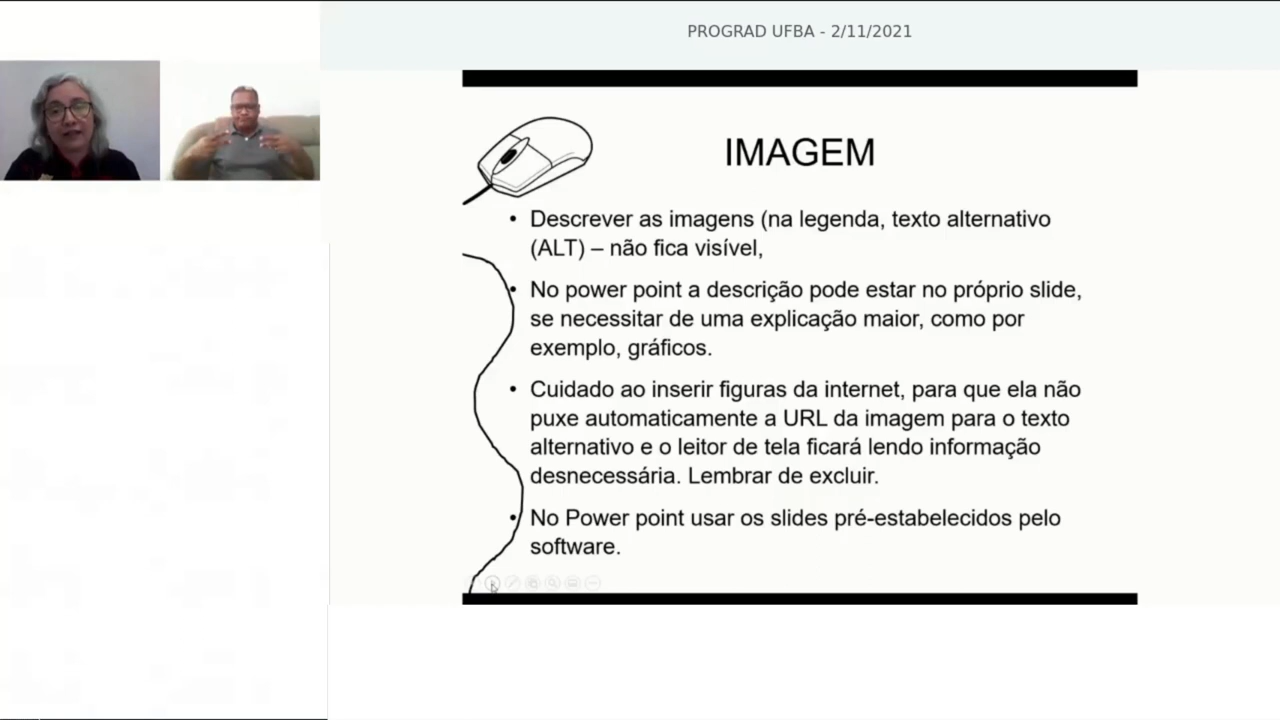 PROGRAD UFBA - 2/11/2021
IMAGEM
• Descrever as imagens (na legenda, texto alternativo
(ALT) – não fica visível,
• No power point a descrição pode estar no próprio slide,
se necessitar de uma explicação maior, como por
exemplo, gráficos.
• Cuidado ao inserir figuras da internet, para que ela não
puxe automaticamente a URL da imagem para o texto
alternativo e o leitor de tela ficará lendo informação
desnecessária. Lembrar de excluir.
• No Power point usar os slides pré-estabelecidos pelo
software.